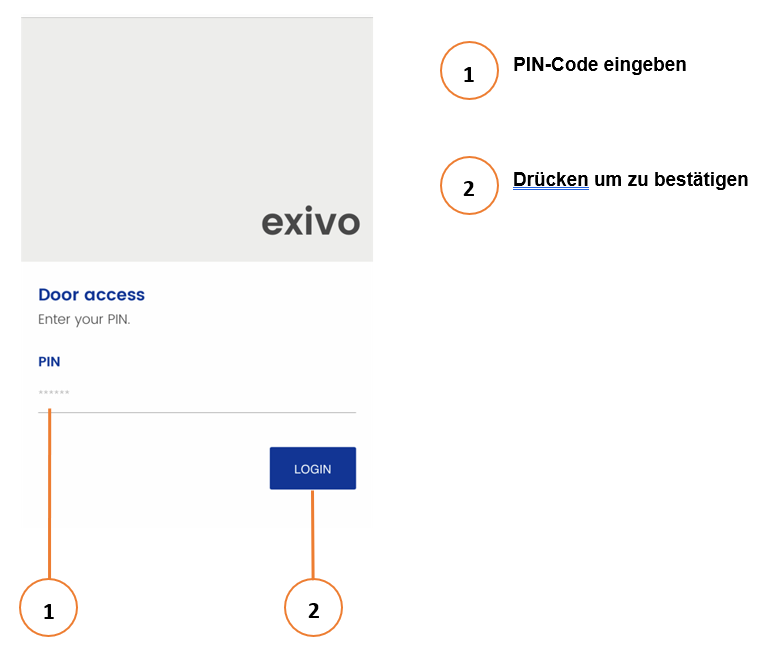 exivo
Door access
Enter your PIN.
PIN
******
LOGIN
1
2
1 PIN-Code eingeben
2 Drücken um zu bestätigen